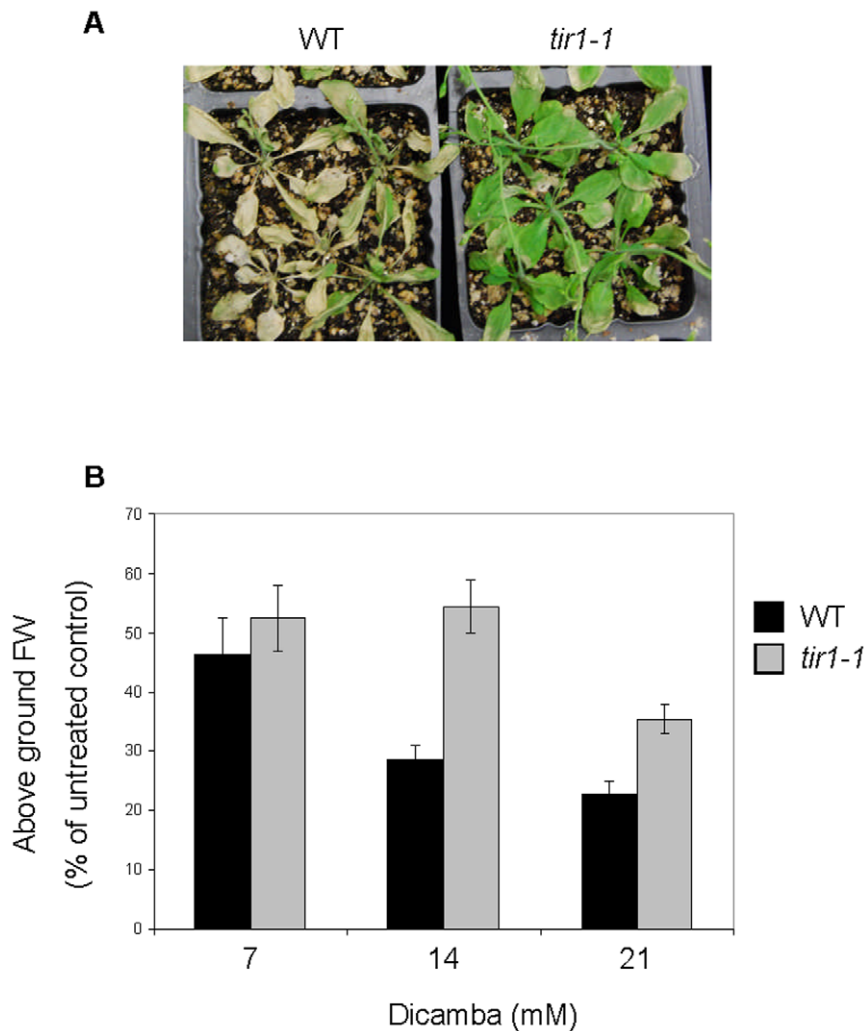 A
WT
tir1-1
B
70
60
50
40
30
20
10
0
Above ground FW
(% of untreated control)
7
14
21
Dicamba (mM)
WT
tir1-1